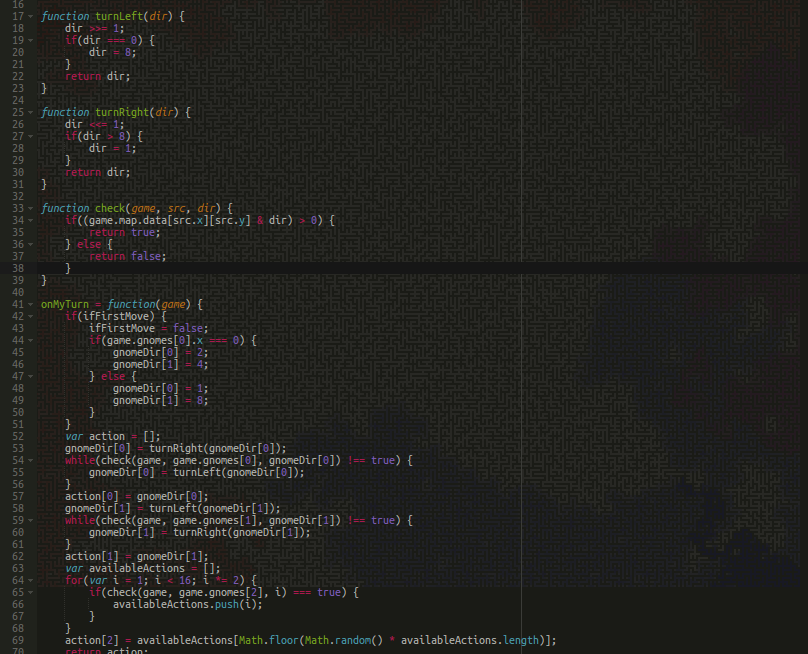 16
17 function turnLeft(dir) {
18     dir >>= 1;
19     if(dir === 0) {
20         dir = 8;
21     }
22     return dir;
23 }
24
25 function turnRight(dir) {
26     dir <<= 1;
27     if(dir > 8) {
28         dir = 1;
29     }
30     return dir;
31 }
32
33 function check(game, src, dir) {
34     if((game.map.data[src.x][src.y] & dir) > 0) {
35         return true;
36     } else {
37         return false;
38     }
39 }
40
41 onMyTurn = function(game) {
42     if(ifFirstMove) {
43         ifFirstMove = false;
44         if(game.gnomes[0].x === 0) {
45             gnomeDir[0] = 2;
46             gnomeDir[1] = 4;
47         } else {
48             gnomeDir[0] = 1;
49             gnomeDir[1] = 8;
50         }
51     }
52     var action = [];
53     gnomeDir[0] = turnRight(gnomeDir[0]);
54     while(check(game, game.gnomes[0], gnomeDir[0]) !== true) {
55         gnomeDir[0] = turnLeft(gnomeDir[0]);
56     }
57     action[0] = gnomeDir[0];
58     gnomeDir[1] = turnLeft(gnomeDir[1]);
59     while(check(game, game.gnomes[1], gnomeDir[1]) !== true) {
60         gnomeDir[1] = turnRight(gnomeDir[1]);
61     }
62     action[1] = gnomeDir[1];
63     var availableActions = [];
64     for(var i = 1; i < 16; i *= 2) {
65         if(check(game, game.gnomes[2], i) === true) {
66             availableActions.push(i);
67         }
68     }
69     action[2] = availableActions[Math.floor(Math.random() * availableActions.length)];
70     return action;